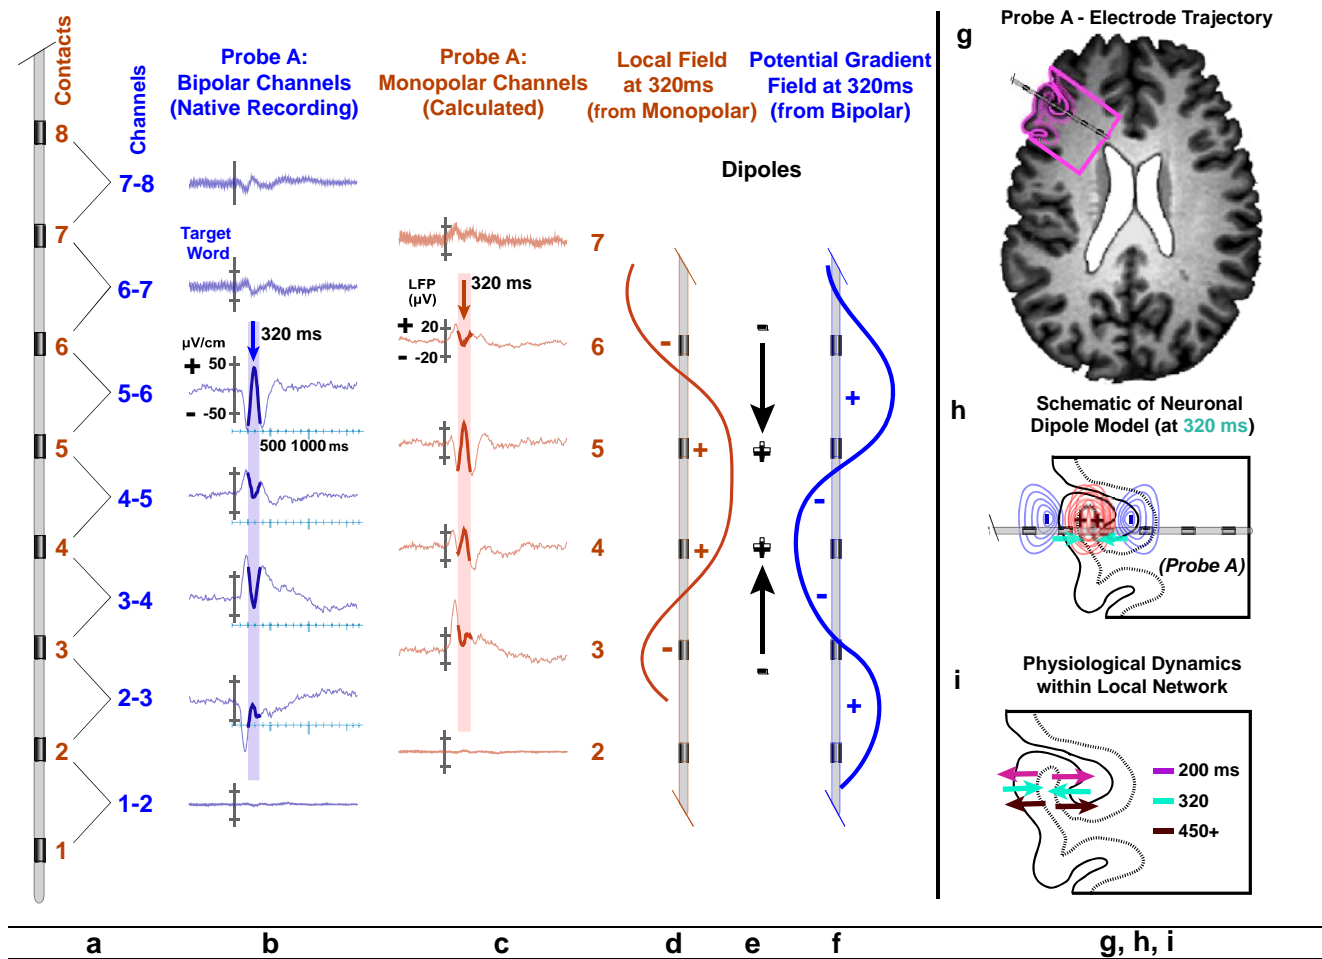 Contacts
8
7
6
5
4
3
2
1
Channels
7-8
6-7
5-6
4-5
3-4
2-3
1-2
Probe A:
Bipolar Channels
(Native Recording)
Target
Word
320 ms
µV/cm
+ 50
- -50
500 1000 ms
Probe A:
Monopolar Channels
(Calculated)
LFP
(µV)
320 ms
+ 20
- -20
7
6
5
4
3
2
Local Field
at 320ms
(from Monopolar)
-
+
+
-
Dipoles
-
+
+
-
Potential Gradient
Field at 320ms
(from Bipolar)
+
-
-
+
g
Probe A - Electrode Trajectory
h
Schematic of Neuronal
Dipole Model (at 320 ms)
- + + -
(Probe A)
i
Physiological Dynamics
within Local Network
200 ms
320
450+
a b c d e f g, h, i